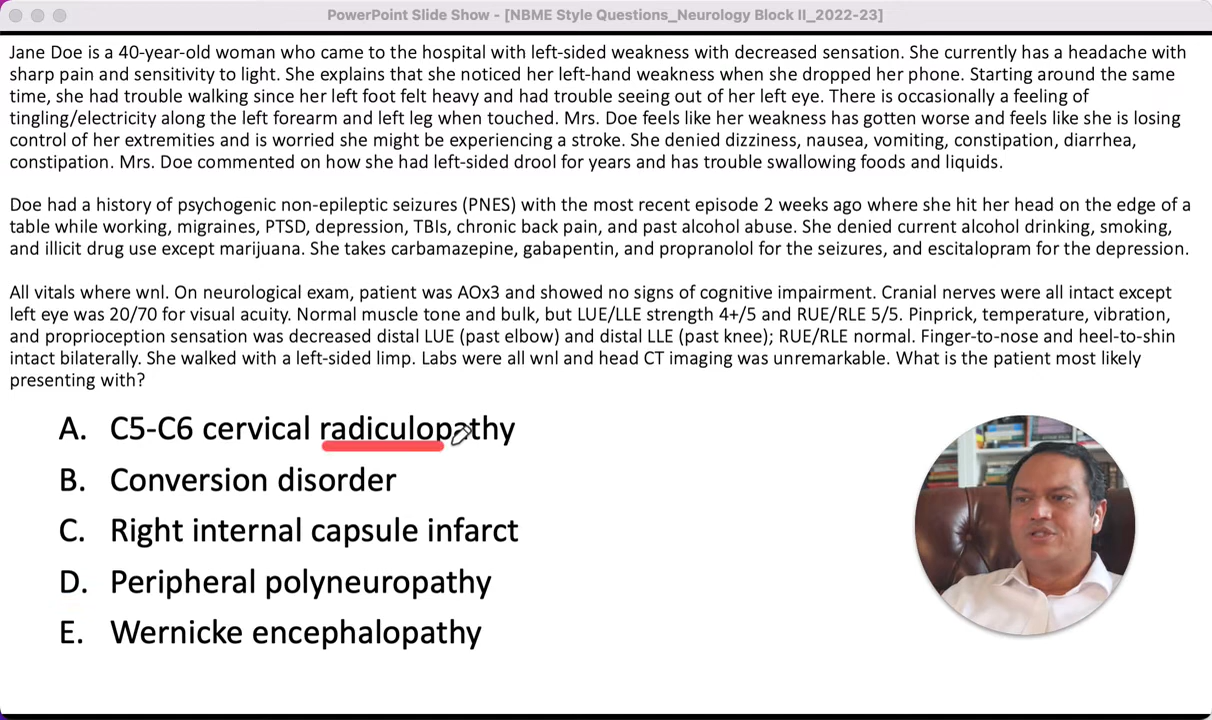 PowerPoint Slide Show - [NBME Style Questions_Neurology Block II_2022-23]
Jane Doe is a 40-year-old woman who came to the hospital with left-sided weakness with decreased sensation. She currently has a headache with
sharp pain and sensitivity to light. She explains that she noticed her left-hand weakness when she dropped her phone. Starting around the same
time, she had trouble walking since her left foot felt heavy and had trouble seeing out of her left eye. There is occasionally a feeling of
tingling/electricity along the left forearm and left leg when touched. Mrs. Doe feels like her weakness has gotten worse and feels like she is losing
control of her extremities and is worried she might be experiencing a stroke. She denied dizziness, nausea, vomiting, constipation, diarrhea,
constipation. Mrs. Doe commented on how she had left-sided drool for years and has trouble swallowing foods and liquids.
Doe had a history of psychogenic non-epileptic seizures (PNES) with the most recent episode 2 weeks ago where she hit her head on the edge of a
table while working, migraines, PTSD, depression, TBIs, chronic back pain, and past alcohol abuse. She denied current alcohol drinking, smoking,
and illicit drug use except marijuana. She takes carbamazepine, gabapentin, and propranolol for the seizures, and escitalopram for the depression.
All vitals where wnl. On neurological exam, patient was AOx3 and showed no signs of cognitive impairment. Cranial nerves were all intact except
left eye was 20/70 for visual acuity. Normal muscle tone and bulk, but LUE/LLE strength 4+/5 and RUE/RLE 5/5. Pinprick, temperature, vibration,
and proprioception sensation was decreased distal LUE (past elbow) and distal LLE (past knee); RUE/RLE normal. Finger-to-nose and heel-to-shin
intact bilaterally. She walked with a left-sided limp. Labs were all wnl and head CT imaging was unremarkable. What is the patient most likely
presenting with?
A. C5-C6 cervical radiculopathy
B. Conversion disorder
C. Right internal capsule infarct
D. Peripheral polyneuropathy
E. Wernicke encephalopathy